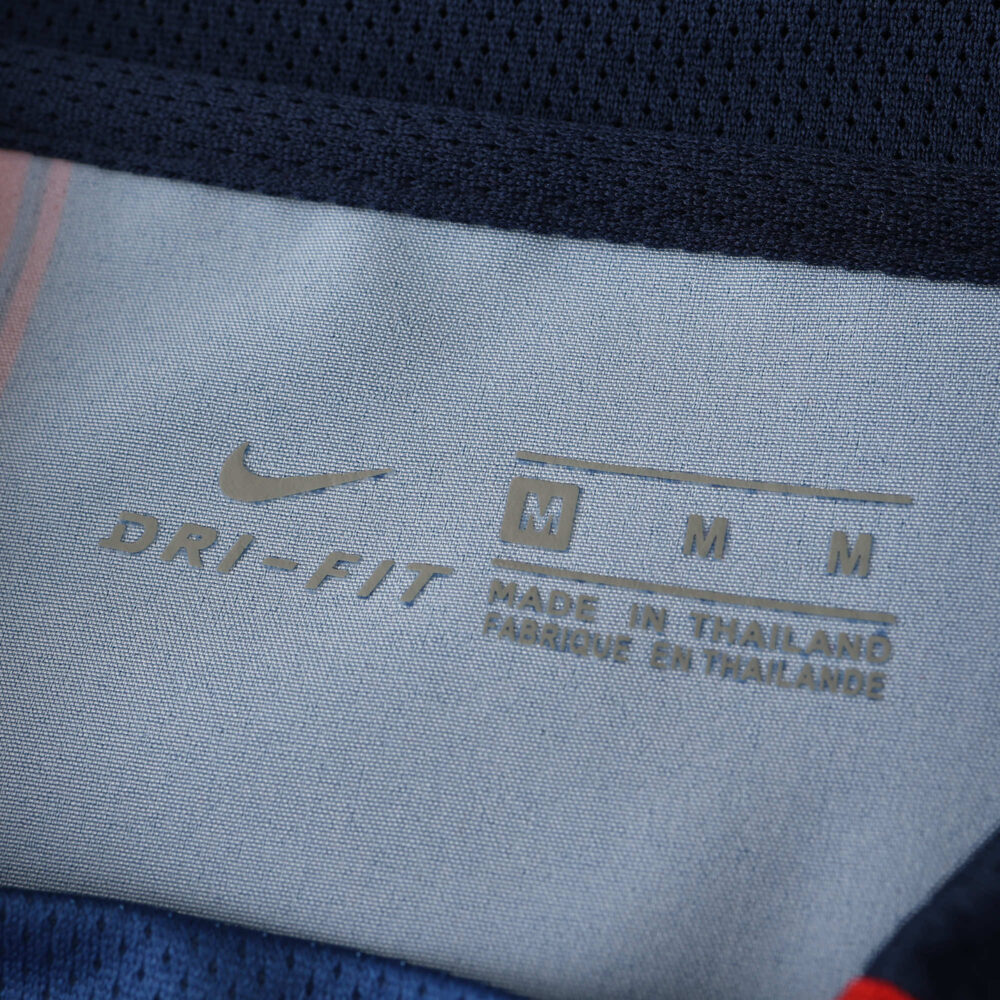 DRI-FIT
M M M
MADE IN THAILAND
FABRIQUE EN THAILANDE